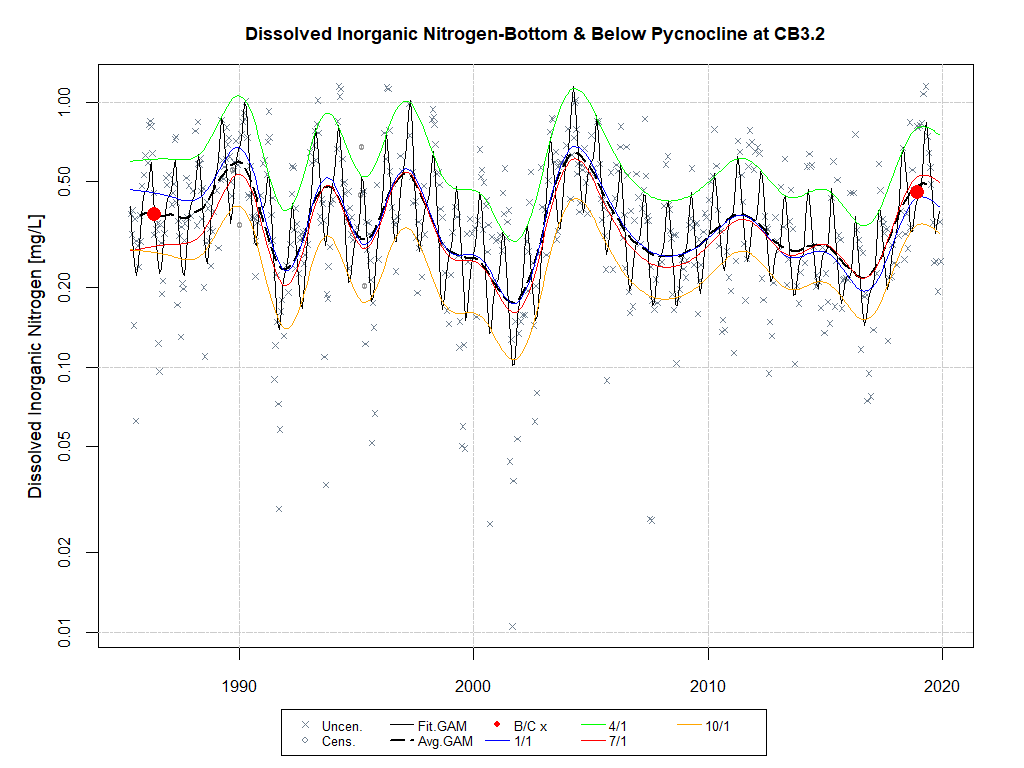 Dissolved Inorganic Nitrogen-Bottom & Below Pycnocline at CB3.2
Dissolved Inorganic Nitrogen [mg/L]
1.00
0.50
0.20
0.10
0.05
0.02
0.01
1990 2000 2010 2020
Uncen. Fit.GAM B/C x 4/1 10/1
Cens. Avg.GAM 1/1 7/1